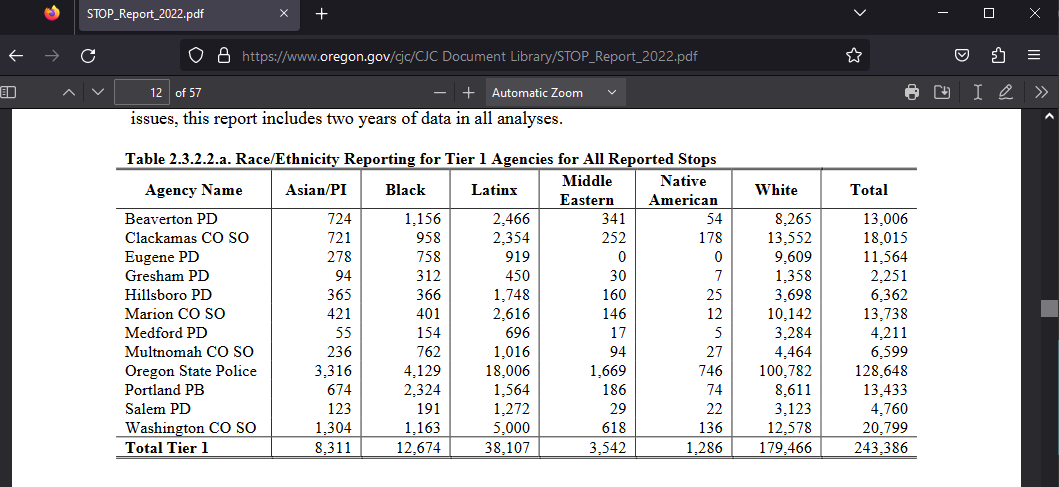 STOP_Report_2022.pdf
https://www.oregon.gov/cjc/CJC Document Library/STOP_Report_2022.pdf
12 of 57 Automatic Zoom
issues, this report includes two years of data in all analyses.
Table 2.3.2.2.a. Race/Ethnicity Reporting for Tier 1 Agencies for All Reported Stops
Agency Name Asian/PI Black Latinx Middle Eastern Native American White Total
Beaverton PD 724 1,156 2,466 341 54 8,265 13,006
Clackamas CO SO 721 958 2,354 252 178 13,552 18,015
Eugene PD 278 758 919 0 0 9,609 11,564
Gresham PD 94 312 450 30 7 1,358 2,251
Hillsboro PD 365 366 1,748 160 25 3,698 6,362
Marion CO SO 421 401 2,616 146 12 10,142 13,738
Medford PD 55 154 696 17 5 3,284 4,211
Multnomah CO SO 236 762 1,016 94 27 4,464 6,599
Oregon State Police 3,316 4,129 18,006 1,669 746 100,782 128,648
Portland PB 674 2,324 1,564 186 74 8,611 13,433
Salem PD 123 191 1,272 29 22 3,123 4,760
Washington CO SO 1,304 1,163 5,000 618 136 12,578 20,799
Total Tier 1 8,311 12,674 38,107 3,542 1,286 179,466 243,386